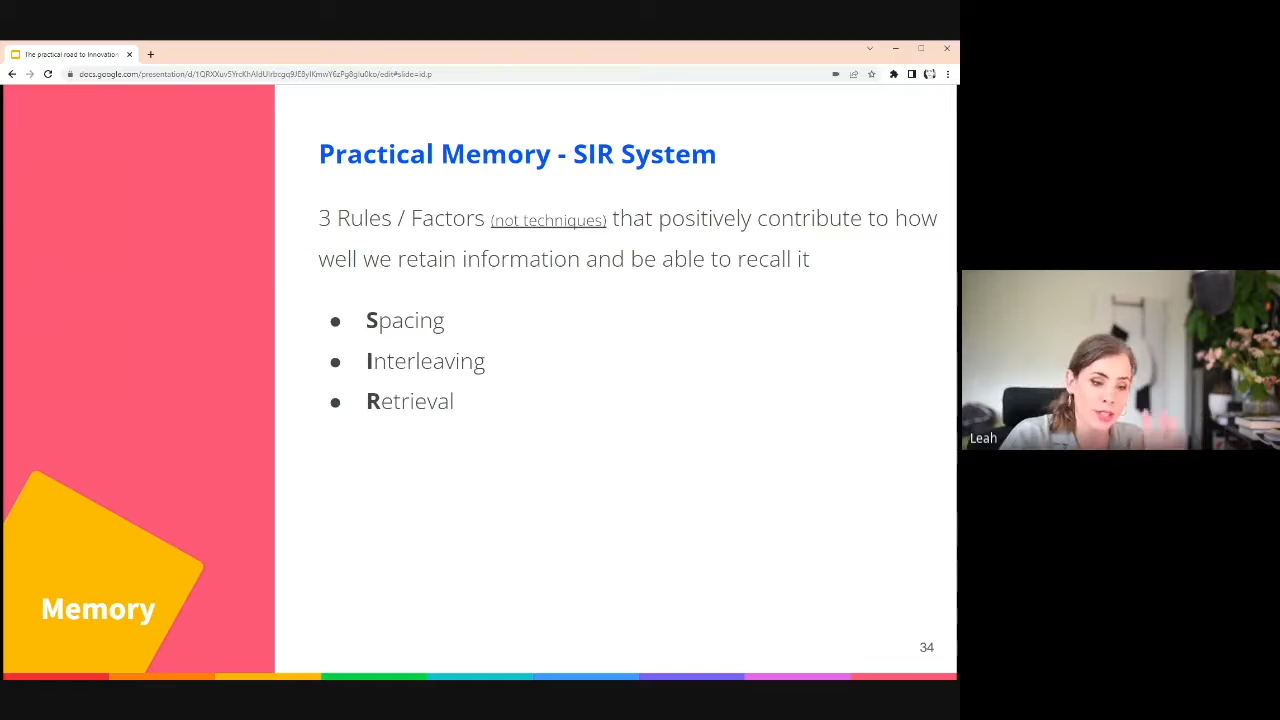 The practical road to Innovation
Practical Memory - SIR System
3 Rules / Factors (not techniques) that positively contribute to how
well we retain information and be able to recall it
● Spacing
● Interleaving
● Retrieval
Leah
Memory
34